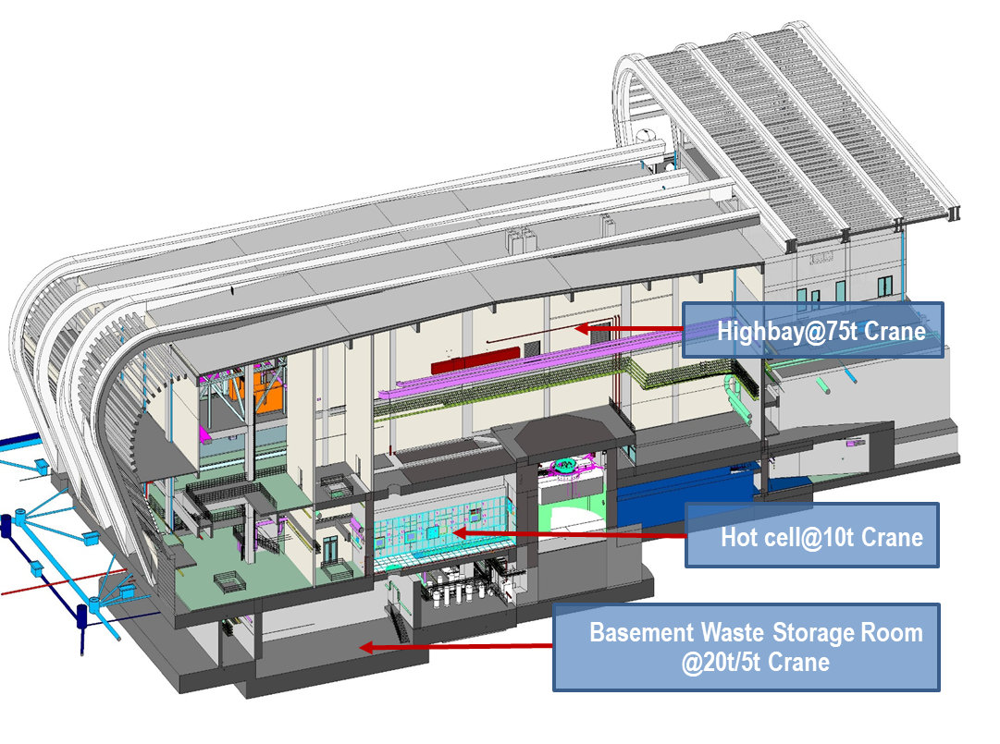 Highbay@75t Crane
Hot cell@10t Crane
Basement Waste Storage Room
@20t/5t Crane